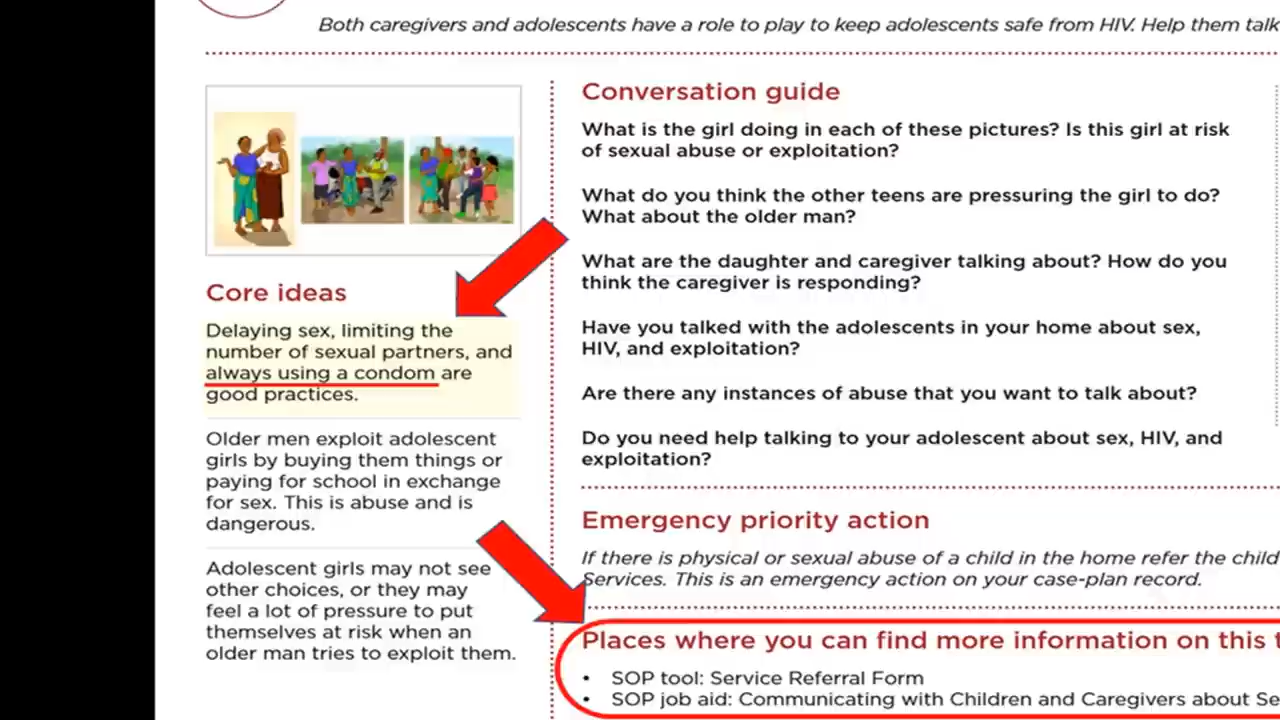 Both caregivers and adolescents have a role to play to keep adolescents safe from HIV. Help them talk
Core ideas
Delaying sex, limiting the
number of sexual partners, and
always using a condom are
good practices.
Older men exploit adolescent
girls by buying them things or
paying for school in exchange
for sex. This is abuse and is
dangerous.
Adolescent girls may not see
other choices, or they may
feel a lot of pressure to put
themselves at risk when an
older man tries to exploit them.
Conversation guide
What is the girl doing in each of these pictures? Is this girl at risk
of sexual abuse or exploitation?
What do you think the other teens are pressuring the girl to do?
What about the older man?
What are the daughter and caregiver talking about? How do you
think the caregiver is responding?
Have you talked with the adolescents in your home about sex,
HIV, and exploitation?
Are there any instances of abuse that you want to talk about?
Do you need help talking to your adolescent about sex, HIV, and
exploitation?
Emergency priority action
If there is physical or sexual abuse of a child in the home refer the child
Services. This is an emergency action on your case-plan record.
Places where you can find more information on this t
• SOP tool: Service Referral Form
• SOP job aid: Communicating with Children and Caregivers about Se